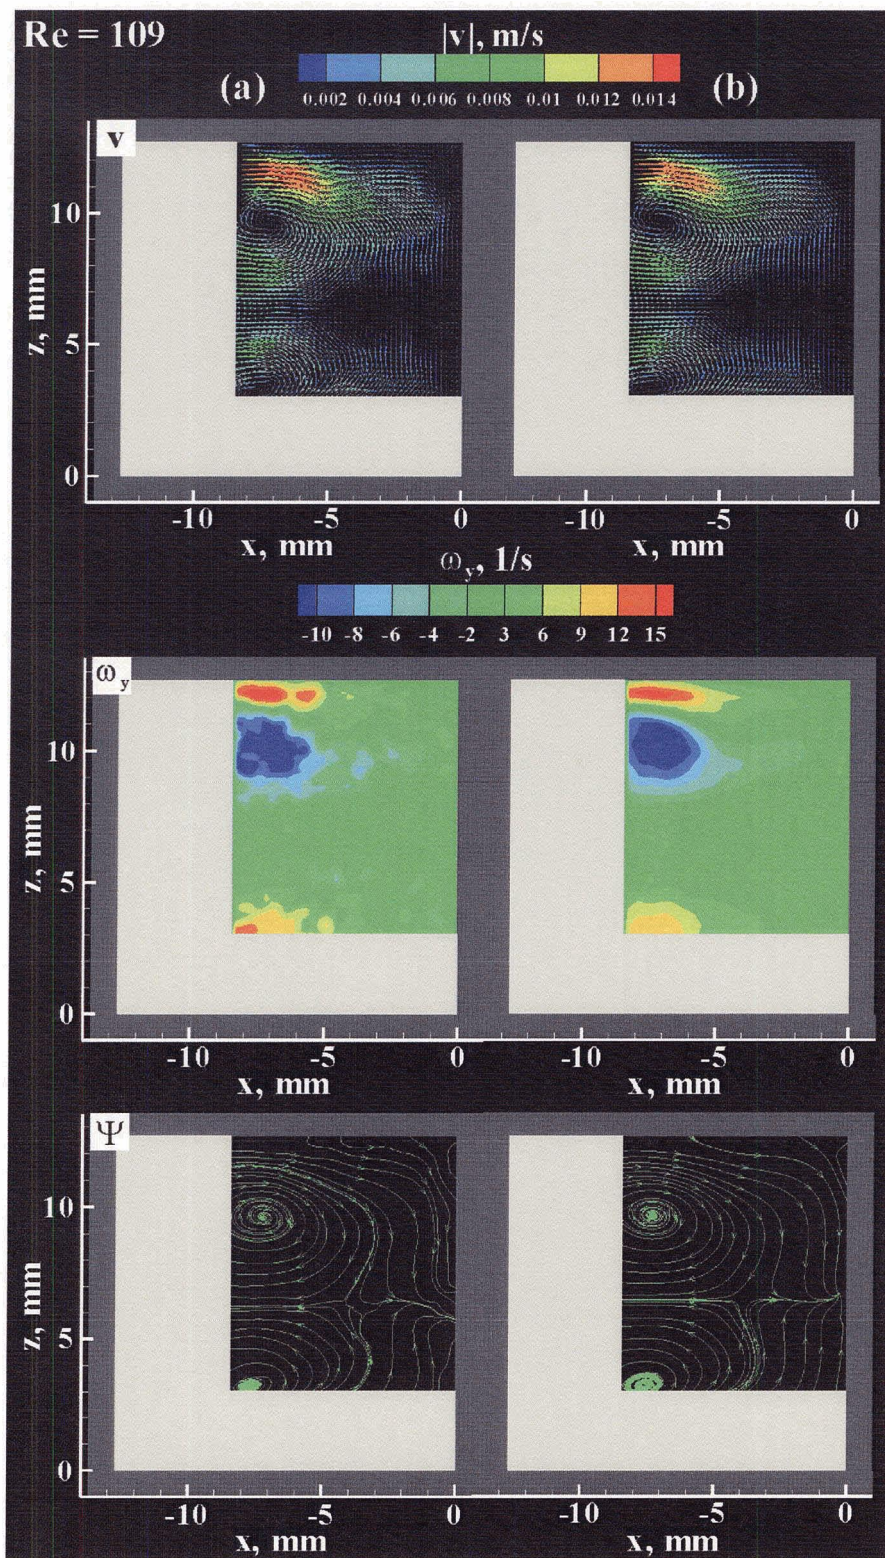 Re = 109
|v|, m/s
(a) (b)
0.002 0.004 0.006 0.008 0.01 0.012 0.014
v
10
5
0
z, mm
-10 -5 0 -10 -5 0
x, mm x, mm
ω_y, 1/s
-10 -8 -6 -4 -2 3 6 9 12 15
ω_y
10
5
0
z, mm
-10 -5 0 -10 -5 0
x, mm x, mm
Ψ
10
5
0
z, mm
-10 -5 0 -10 -5 0
x, mm x, mm